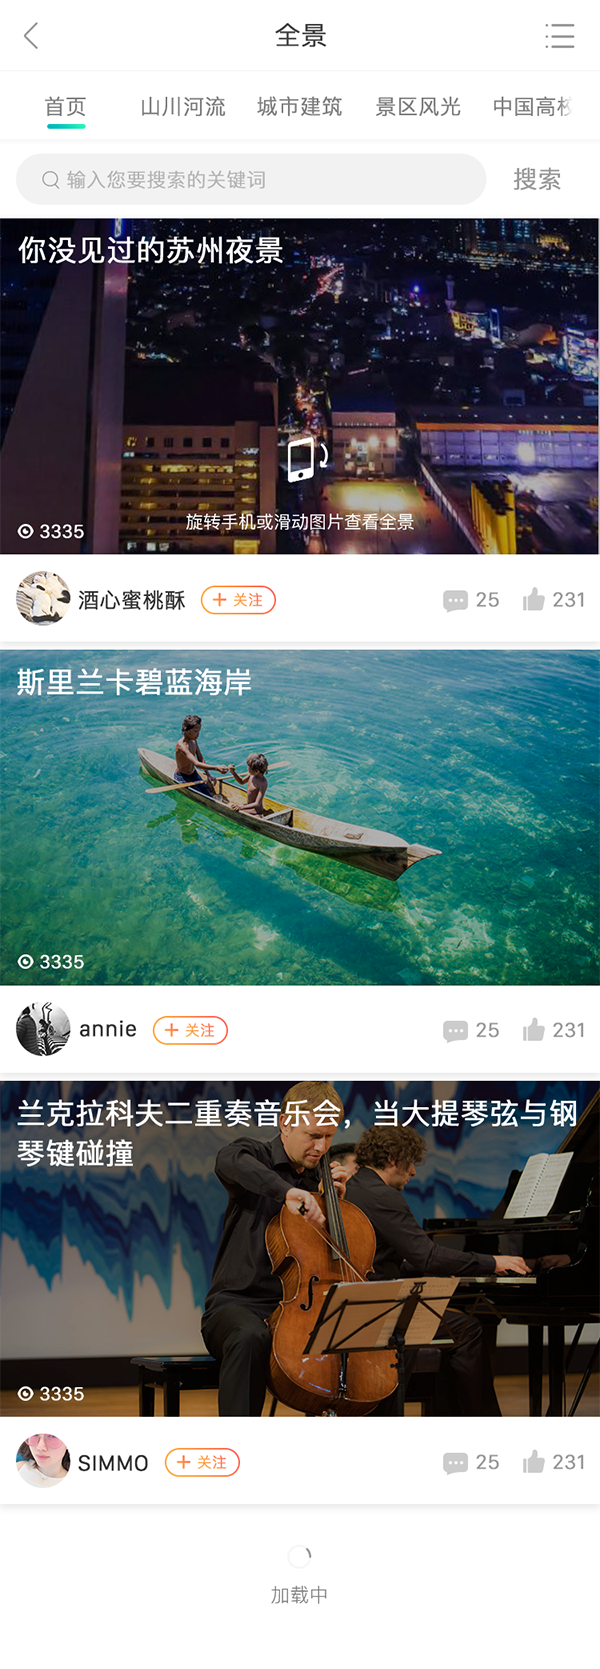 全景
首页 山川河流 城市建筑 景区风光 中国高校
输入您要搜索的关键词 搜索
你没见过的苏州夜景
旋转手机或滑动图片查看全景
3335
酒心蜜桃酥 + 关注 25 231
斯里兰卡碧蓝海岸
3335
annie + 关注 25 231
兰克拉科夫二重奏音乐会，当大提琴弦与钢
琴键碰撞
3335
SIMMO + 关注 25 231
加载中